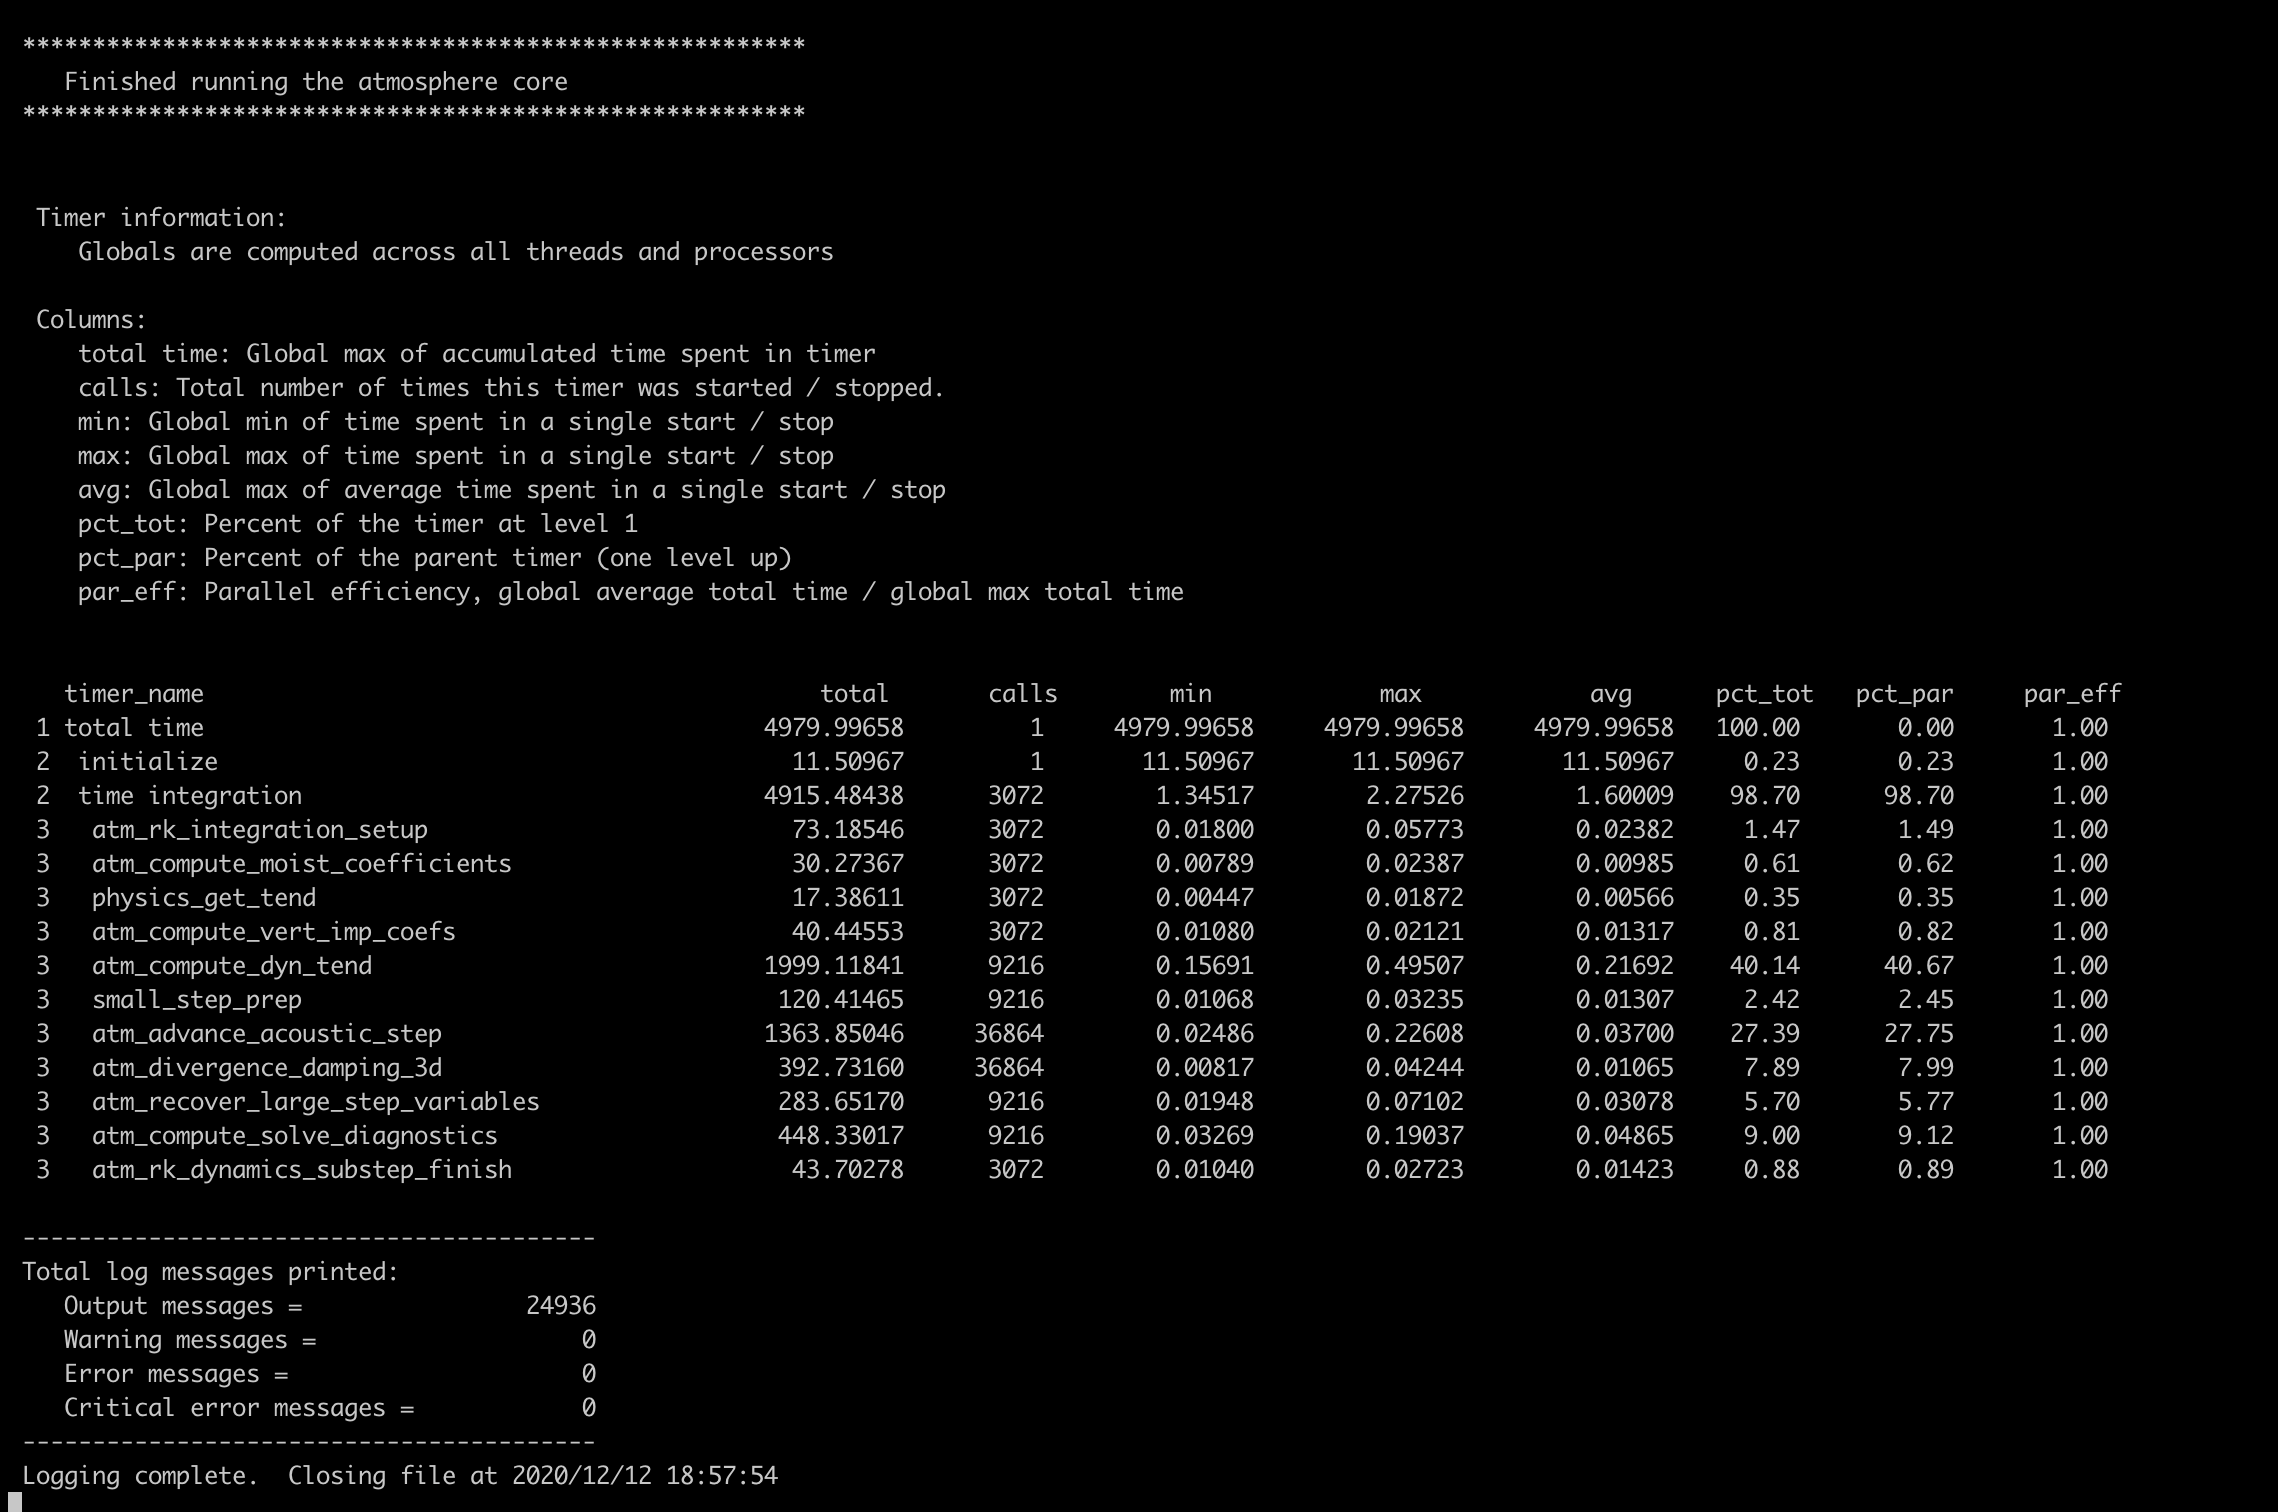 ********************************************************
   Finished running the atmosphere core
********************************************************

 Timer information:
    Globals are computed across all threads and processors

 Columns:
    total time: Global max of accumulated time spent in timer
    calls: Total number of times this timer was started / stopped.
    min: Global min of time spent in a single start / stop
    max: Global max of time spent in a single start / stop
    avg: Global max of average time spent in a single start / stop
    pct_tot: Percent of the timer at level 1
    pct_par: Percent of the parent timer (one level up)
    par_eff: Parallel efficiency, global average total time / global max total time

   timer_name total calls min max avg pct_tot pct_par par_eff
 1 total time 4979.99658 1 4979.99658 4979.99658 4979.99658 100.00 0.00 1.00
 2  initialize 11.50967 1 11.50967 11.50967 11.50967 0.23 0.23 1.00
 2  time integration 4915.48438 3072 1.34517 2.27526 1.60009 98.70 98.70 1.00
 3   atm_rk_integration_setup 73.18546 3072 0.01800 0.05773 0.02382 1.47 1.49 1.00
 3   atm_compute_moist_coefficients 30.27367 3072 0.00789 0.02387 0.00985 0.61 0.62 1.00
 3   physics_get_tend 17.38611 3072 0.00447 0.01872 0.00566 0.35 0.35 1.00
 3   atm_compute_vert_imp_coefs 40.44553 3072 0.01080 0.02121 0.01317 0.81 0.82 1.00
 3   atm_compute_dyn_tend 1999.11841 9216 0.15691 0.49507 0.21692 40.14 40.67 1.00
 3   small_step_prep 120.41465 9216 0.01068 0.03235 0.01307 2.42 2.45 1.00
 3   atm_advance_acoustic_step 1363.85046 36864 0.02486 0.22608 0.03700 27.39 27.75 1.00
 3   atm_divergence_damping_3d 392.73160 36864 0.00817 0.04244 0.01065 7.89 7.99 1.00
 3   atm_recover_large_step_variables 283.65170 9216 0.01948 0.07102 0.03078 5.70 5.77 1.00
 3   atm_compute_solve_diagnostics 448.33017 9216 0.03269 0.19037 0.04865 9.00 9.12 1.00
 3   atm_rk_dynamics_substep_finish 43.70278 3072 0.01040 0.02723 0.01423 0.88 0.89 1.00

-----------------------------------------
Total log messages printed:
   Output messages =                24936
   Warning messages =                   0
   Error messages =                     0
   Critical error messages =            0
-----------------------------------------
Logging complete.  Closing file at 2020/12/12 18:57:54